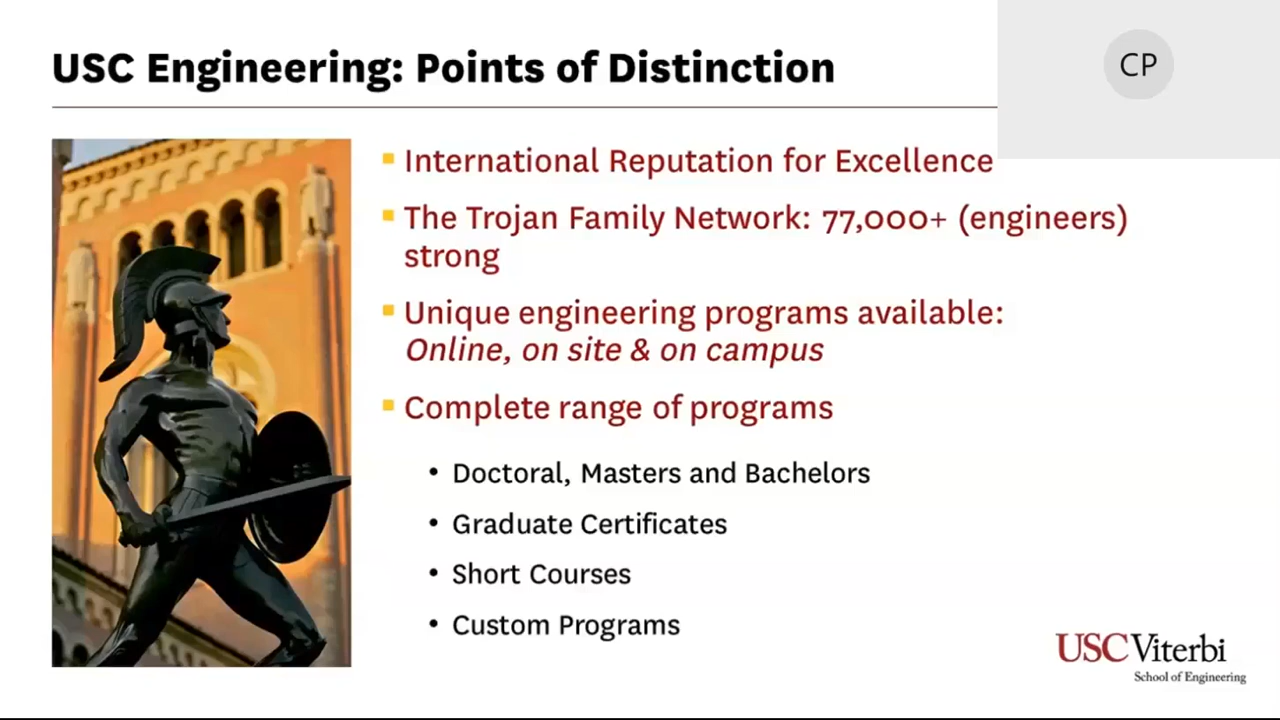 USC Engineering: Points of Distinction
CP
International Reputation for Excellence
The Trojan Family Network: 77,000+ (engineers)
strong
Unique engineering programs available:
Online, on site & on campus
Complete range of programs
• Doctoral, Masters and Bachelors
• Graduate Certificates
• Short Courses
• Custom Programs
USC Viterbi
School of Engineering